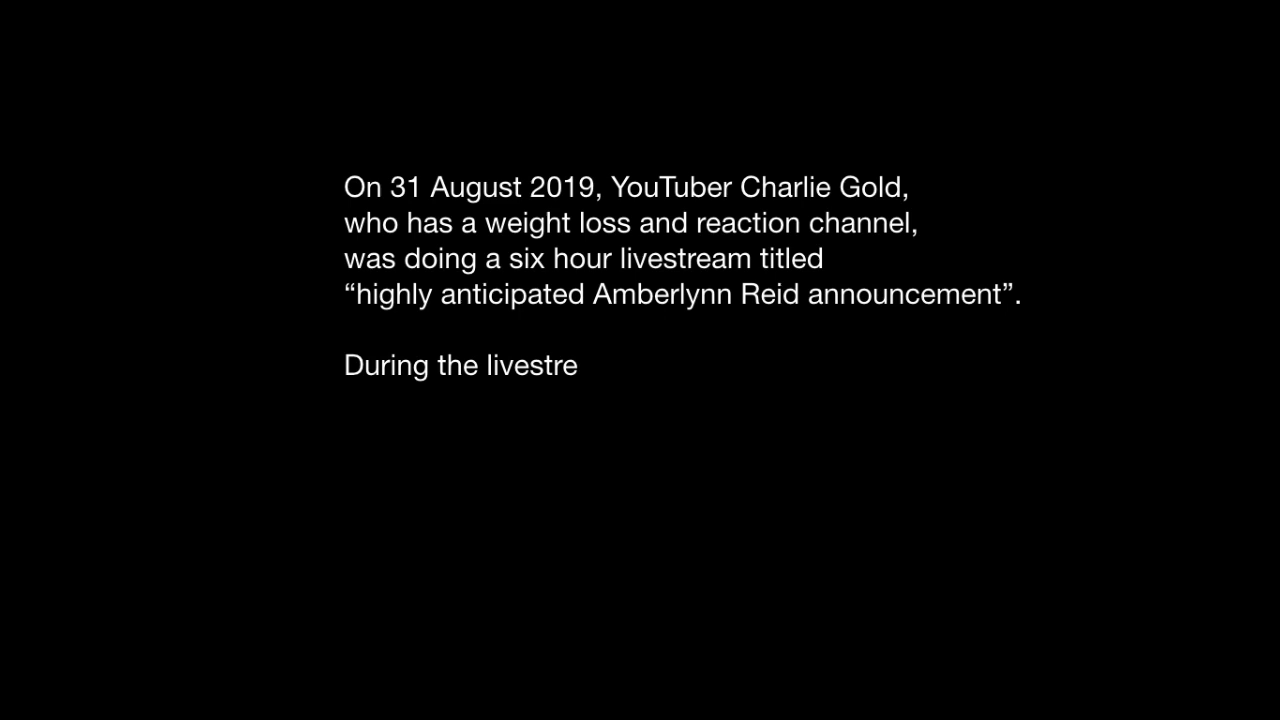 On 31 August 2019, YouTuber Charlie Gold,
who has a weight loss and reaction channel,
was doing a six hour livestream titled
“highly anticipated Amberlynn Reid announcement”.
During the livestre